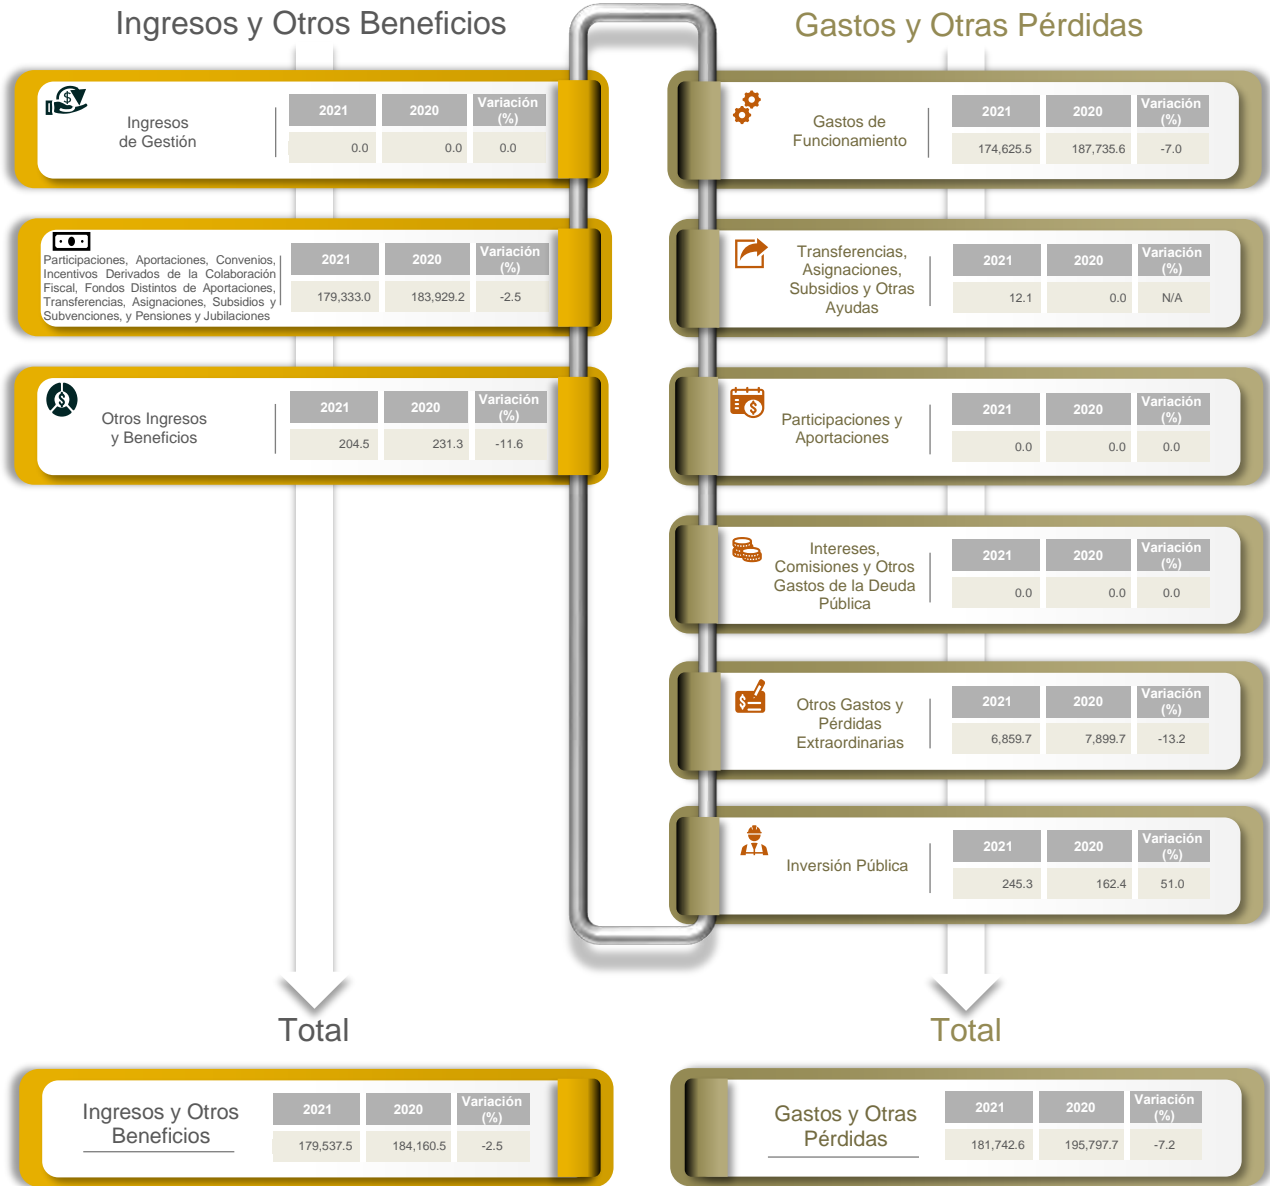 Ingresos y Otros Beneficios
Ingresos
de Gestión
2021 2020 Variación
(%)
0.0 0.0 0.0
Participaciones, Aportaciones, Convenios,
Incentivos Derivados de la Colaboración
Fiscal, Fondos Distintos de Aportaciones,
Transferencias, Asignaciones, Subsidios y
Subvenciones, y Pensiones y Jubilaciones
2021 2020 Variación
(%)
179,333.0 183,929.2 -2.5
Otros Ingresos
y Beneficios
2021 2020 Variación
(%)
204.5 231.3 -11.6
Total
Ingresos y Otros
Beneficios
2021 2020 Variación
(%)
179,537.5 184,160.5 -2.5
Gastos y Otras Pérdidas
Gastos de
Funcionamiento
2021 2020 Variación
(%)
174,625.5 187,735.6 -7.0
Transferencias,
Asignaciones,
Subsidios y Otras
Ayudas
2021 2020 Variación
(%)
12.1 0.0 N/A
Participaciones y
Aportaciones
2021 2020 Variación
(%)
0.0 0.0 0.0
Intereses,
Comisiones y Otros
Gastos de la Deuda
Pública
2021 2020 Variación
(%)
0.0 0.0 0.0
Otros Gastos y
Pérdidas
Extraordinarias
2021 2020 Variación
(%)
6,859.7 7,899.7 -13.2
Inversión Pública
2021 2020 Variación
(%)
245.3 162.4 51.0
Total
Gastos y Otras
Pérdidas
2021 2020 Variación
(%)
181,742.6 195,797.7 -7.2